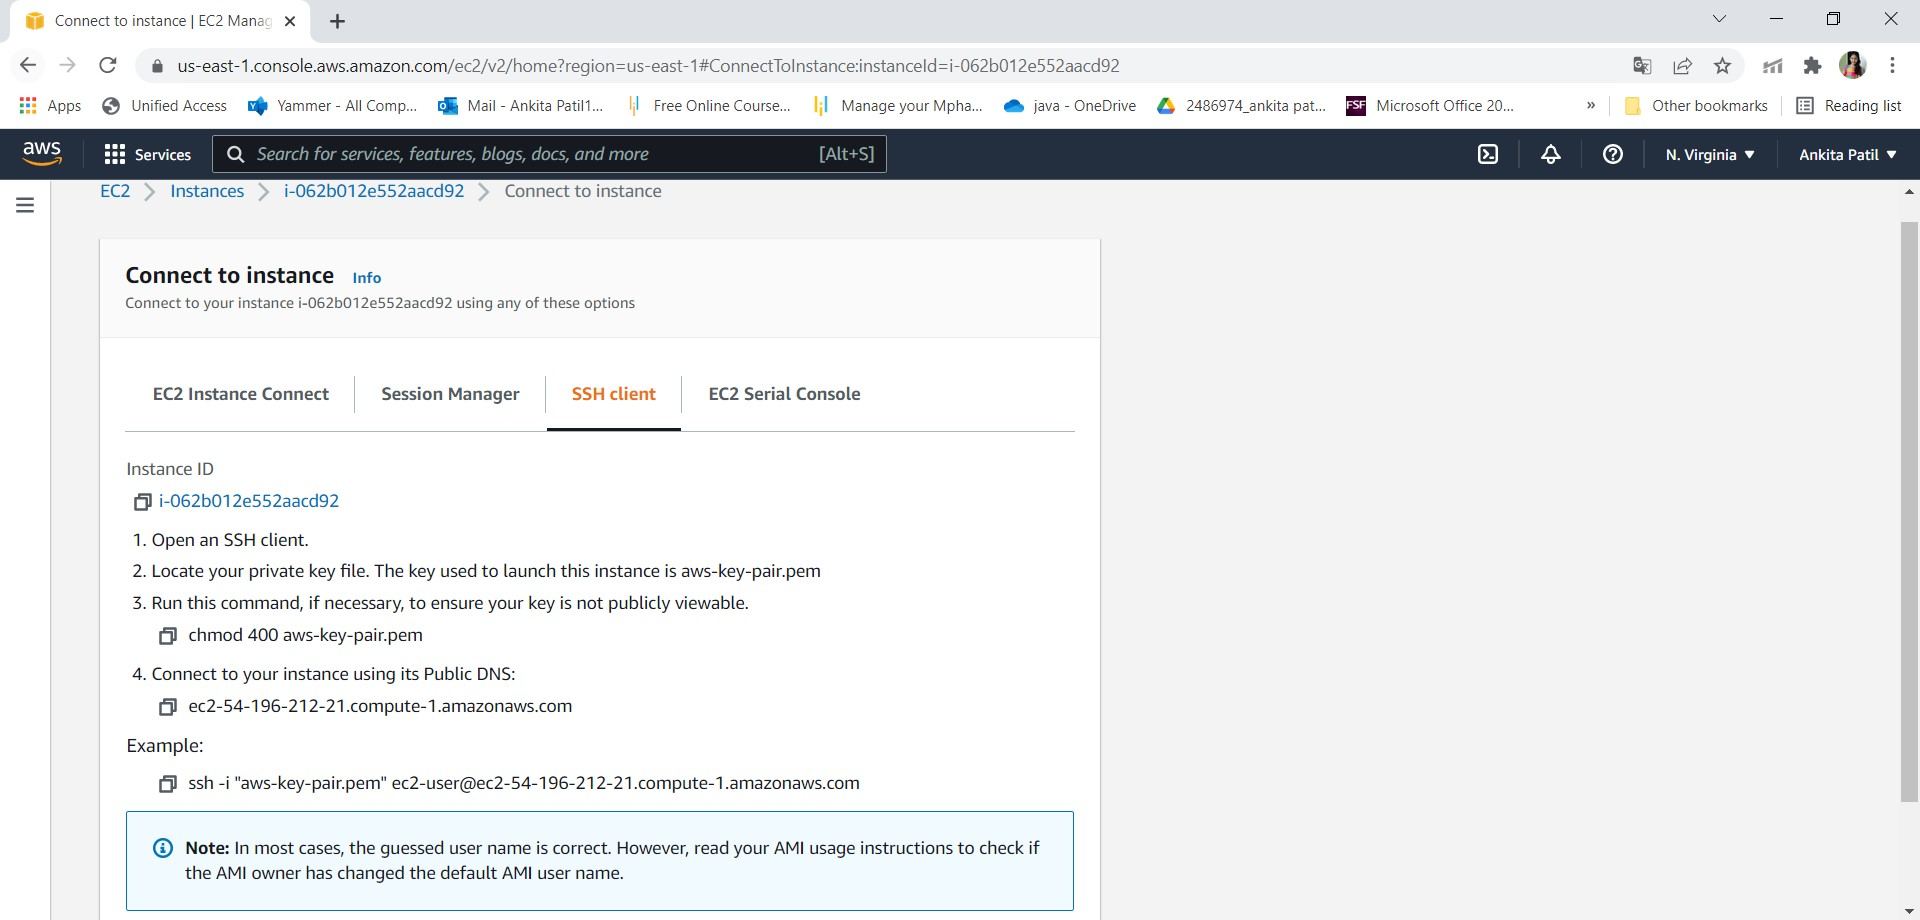 Connect to instance | EC2 Manag
us-east-1.console.aws.amazon.com/ec2/v2/home?region=us-east-1#ConnectToInstance:instanceId=i-062b012e552aacd92
Apps Unified Access Yammer - All Comp... Mail - Ankita Patil1... Free Online Course... Manage your Mpha... java - OneDrive 2486974_ankita pat... FSF Microsoft Office 20... » Other bookmarks Reading list
aws Services Search for services, features, blogs, docs, and more [Alt+S] N. Virginia Ankita Patil
EC2 Instances i-062b012e552aacd92 Connect to instance
Connect to instance Info
Connect to your instance i-062b012e552aacd92 using any of these options
EC2 Instance Connect Session Manager SSH client EC2 Serial Console
Instance ID
i-062b012e552aacd92
1. Open an SSH client.
2. Locate your private key file. The key used to launch this instance is aws-key-pair.pem
3. Run this command, if necessary, to ensure your key is not publicly viewable.
chmod 400 aws-key-pair.pem
4. Connect to your instance using its Public DNS:
ec2-54-196-212-21.compute-1.amazonaws.com
Example:
ssh -i "aws-key-pair.pem" ec2-user@ec2-54-196-212-21.compute-1.amazonaws.com
Note: In most cases, the guessed user name is correct. However, read your AMI usage instructions to check if
the AMI owner has changed the default AMI user name.